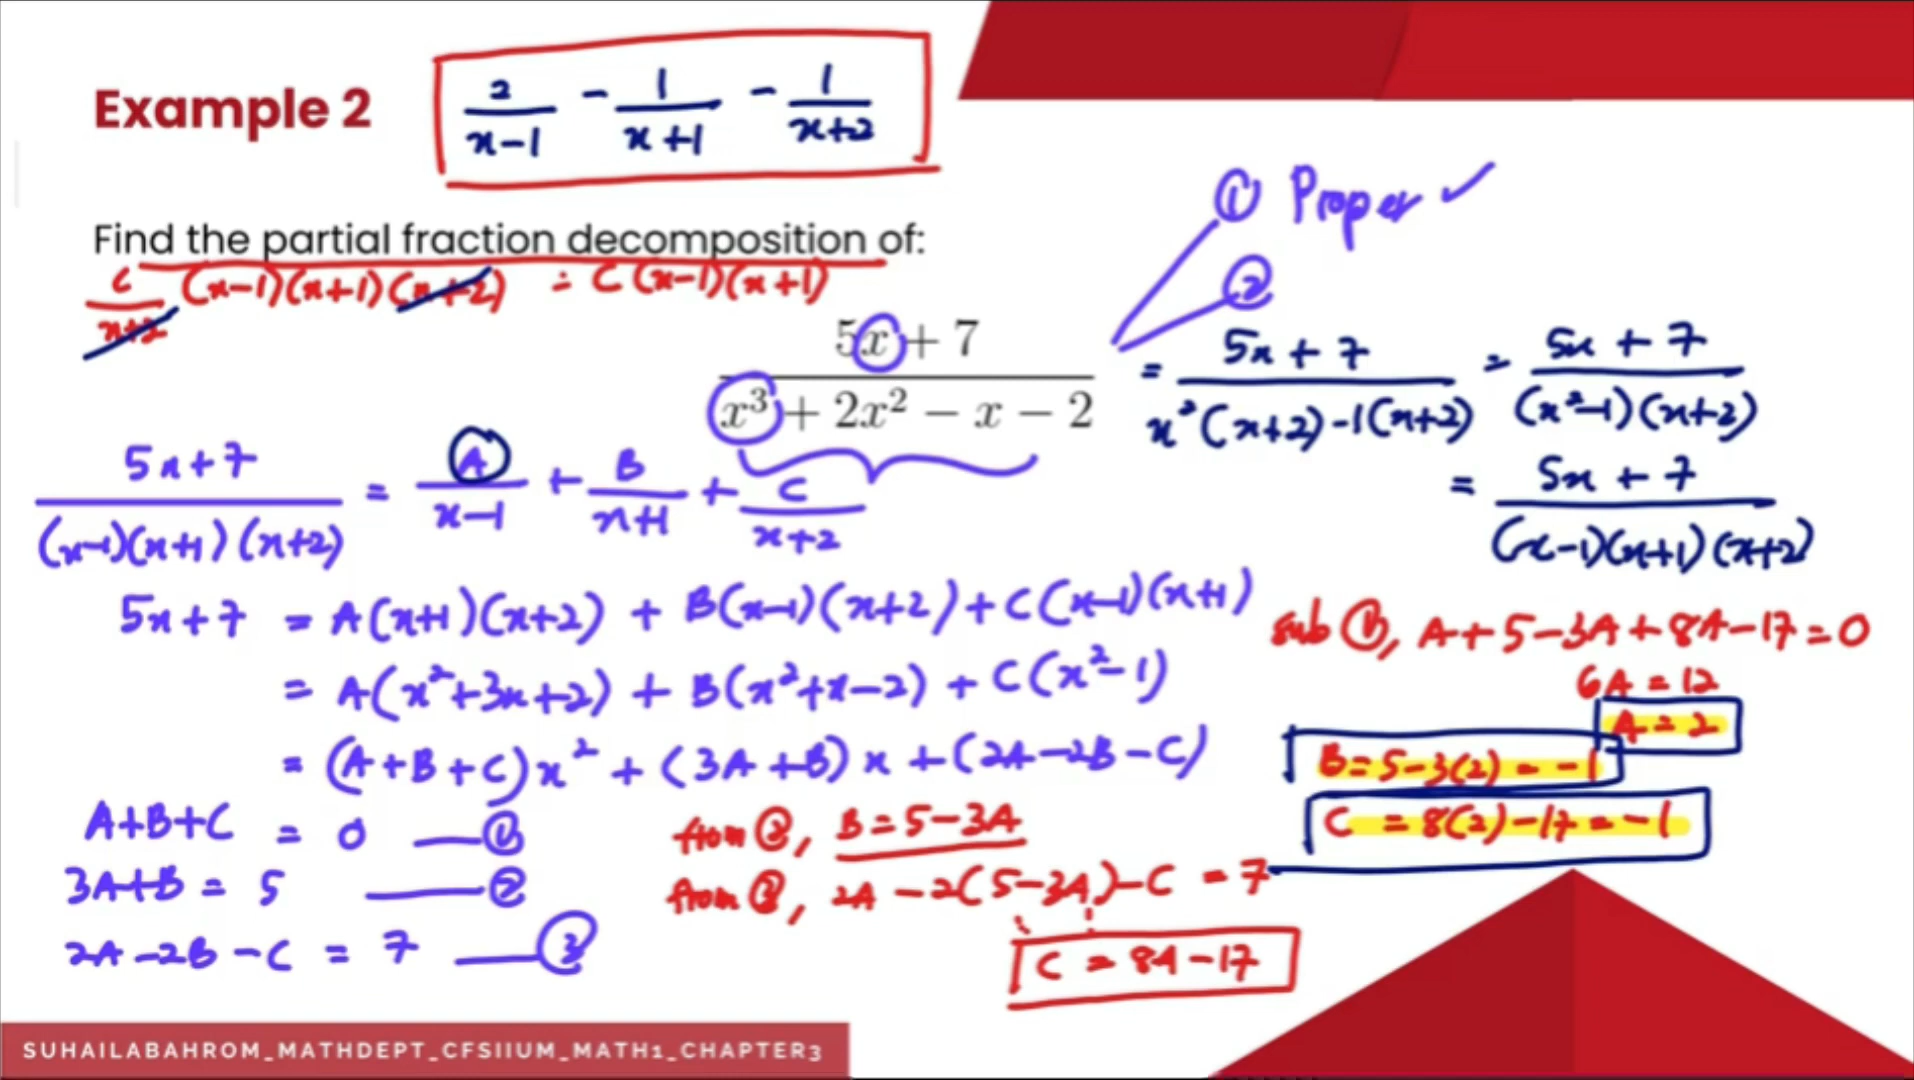 Example 2
2/(x-1) - 1/(x+1) - 1/(x+2)
① Proper ✓
②
Find the partial fraction decomposition of:
C/(x+2) (x-1)(x+1)(x+2) = C(x-1)(x+1)
(5x + 7)/(x³ + 2x² − x − 2) = (5x + 7)/(x²(x+2) -1(x+2)) = (5x + 7)/((x²-1)(x+2))
= (5x + 7)/((x-1)(x+1)(x+2))
(5x+7)/((x-1)(x+1)(x+2)) = A/(x-1) + B/(x+1) + C/(x+2)
5x+7 = A(x+1)(x+2) + B(x-1)(x+2) + C(x-1)(x+1)
= A(x²+3x+2) + B(x²+x-2) + C(x²-1)
= (A+B+C)x² + (3A+B)x + (2A-2B-C)
A+B+C = 0 —— ①
3A+B = 5 —— ②
2A-2B-C = 7 —— ③
from ②, B = 5-3A
from ③, 2A - 2(5-3A) - C = 7
C = 8A-17
sub ①, A+5-3A+8A-17=0
6A = 12
A = 2
B = 5-3(2) = -1
C = 8(2)-17 = -1
SUHAILABAHROM_MATHDEPT_CFSIIUM_MATH1_CHAPTER3